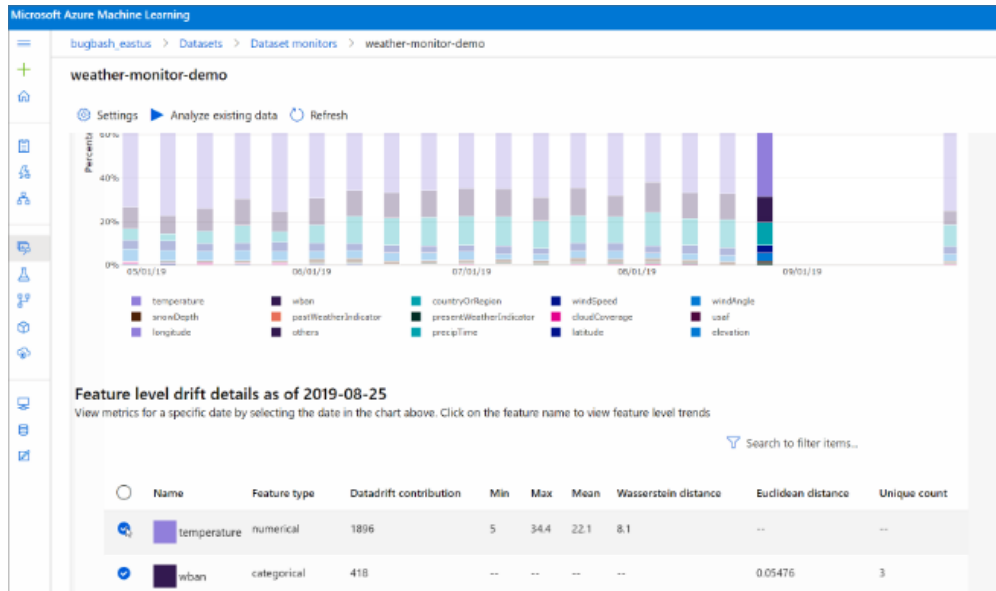 Microsoft Azure Machine Learning
bugbash_eastus > Datasets > Dataset monitors > weather-monitor-demo
weather-monitor-demo
Settings Analyze existing data Refresh
Percenta
60%
40%
20%
0%
05/01/19 06/01/19 07/01/19 08/01/19 09/01/19
temperature wban countryOrRegion windSpeed windAngle
snowDepth pastWeatherIndicator presentWeatherIndicator cloudCoverage usaf
longitude others precipTime latitude elevation
Feature level drift details as of 2019-08-25
View metrics for a specific date by selecting the date in the chart above. Click on the feature name to view feature level trends
Search to filter items...
Name Feature type Datadrift contribution Min Max Mean Wasserstein distance Euclidean distance Unique count
temperature numerical 1896 5 34.4 22.1 8.1 -- --
wban categorical 418 -- -- -- -- 0.05476 3